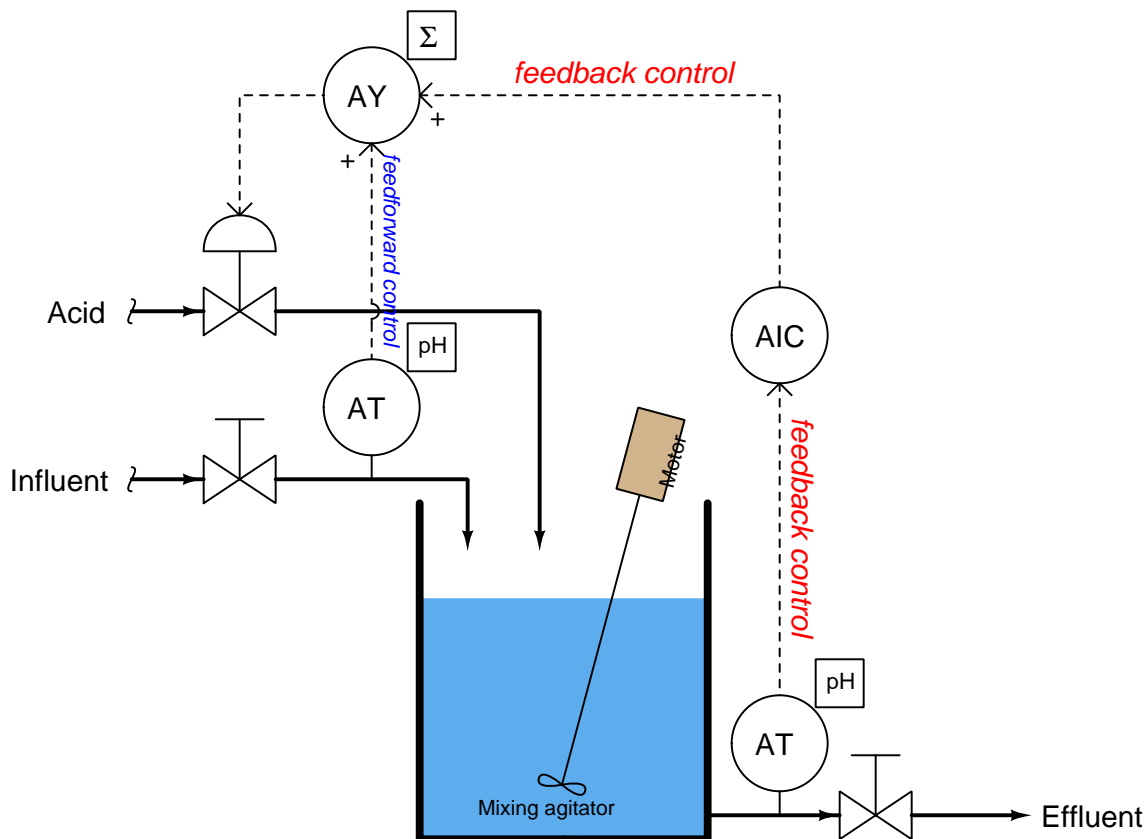 Σ
AY
feedback control
+
+
feedforward control
Acid
pH
AIC
AT
Motor
Influent
feedback control
pH
AT
Mixing agitator
Effluent